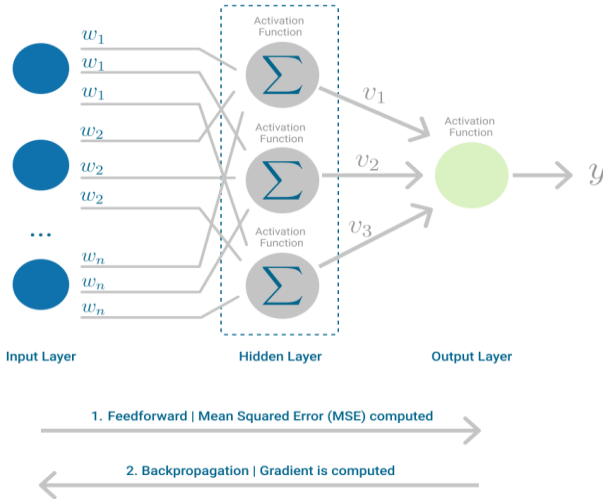 Activation
Function
w1
w1
w1
Σ
v1
Activation
Function
w2
w2
w2
Activation
Function
Σ
v2
y
...
Activation
Function
v3
wn
wn
wn
Σ
Input Layer
Hidden Layer
Output Layer
1. Feedforward | Mean Squared Error (MSE) computed
2. Backpropagation | Gradient is computed